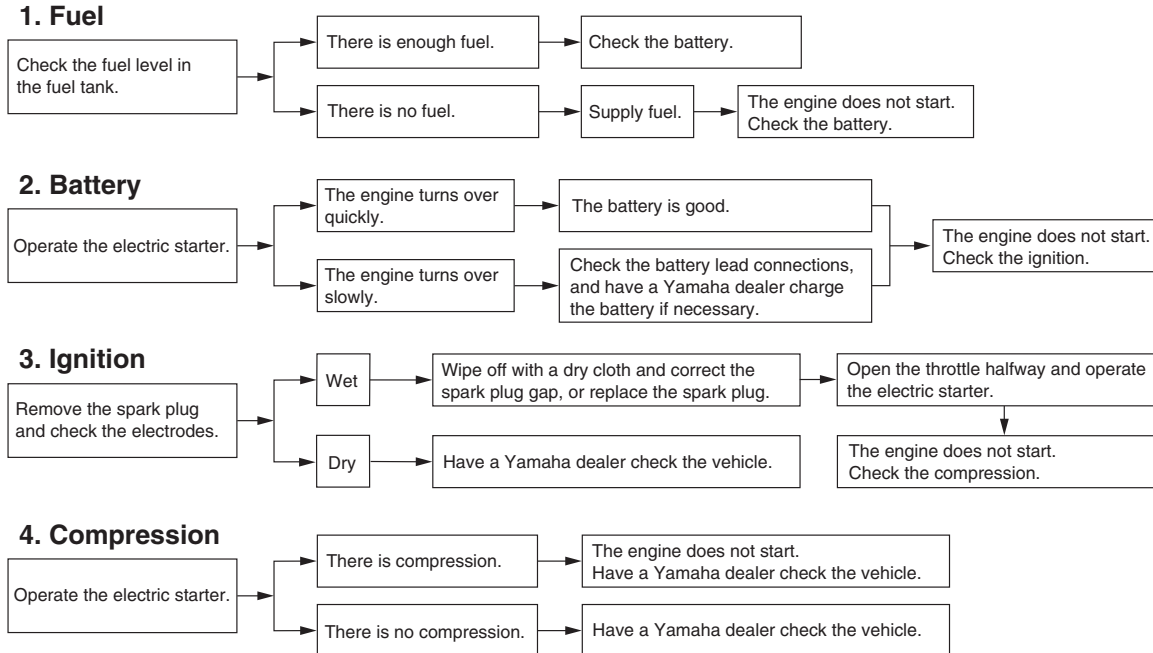 1. Fuel
Check the fuel level in
the fuel tank.
There is enough fuel.
Check the battery.
There is no fuel.
Supply fuel.
The engine does not start.
Check the battery.
2. Battery
Operate the electric starter.
The engine turns over
quickly.
The battery is good.
The engine turns over
slowly.
Check the battery lead connections,
and have a Yamaha dealer charge
the battery if necessary.
The engine does not start.
Check the ignition.
3. Ignition
Remove the spark plug
and check the electrodes.
Wet
Wipe off with a dry cloth and correct the
spark plug gap, or replace the spark plug.
Open the throttle halfway and operate
the electric starter.
Dry
Have a Yamaha dealer check the vehicle.
The engine does not start.
Check the compression.
4. Compression
Operate the electric starter.
There is compression.
The engine does not start.
Have a Yamaha dealer check the vehicle.
There is no compression.
Have a Yamaha dealer check the vehicle.